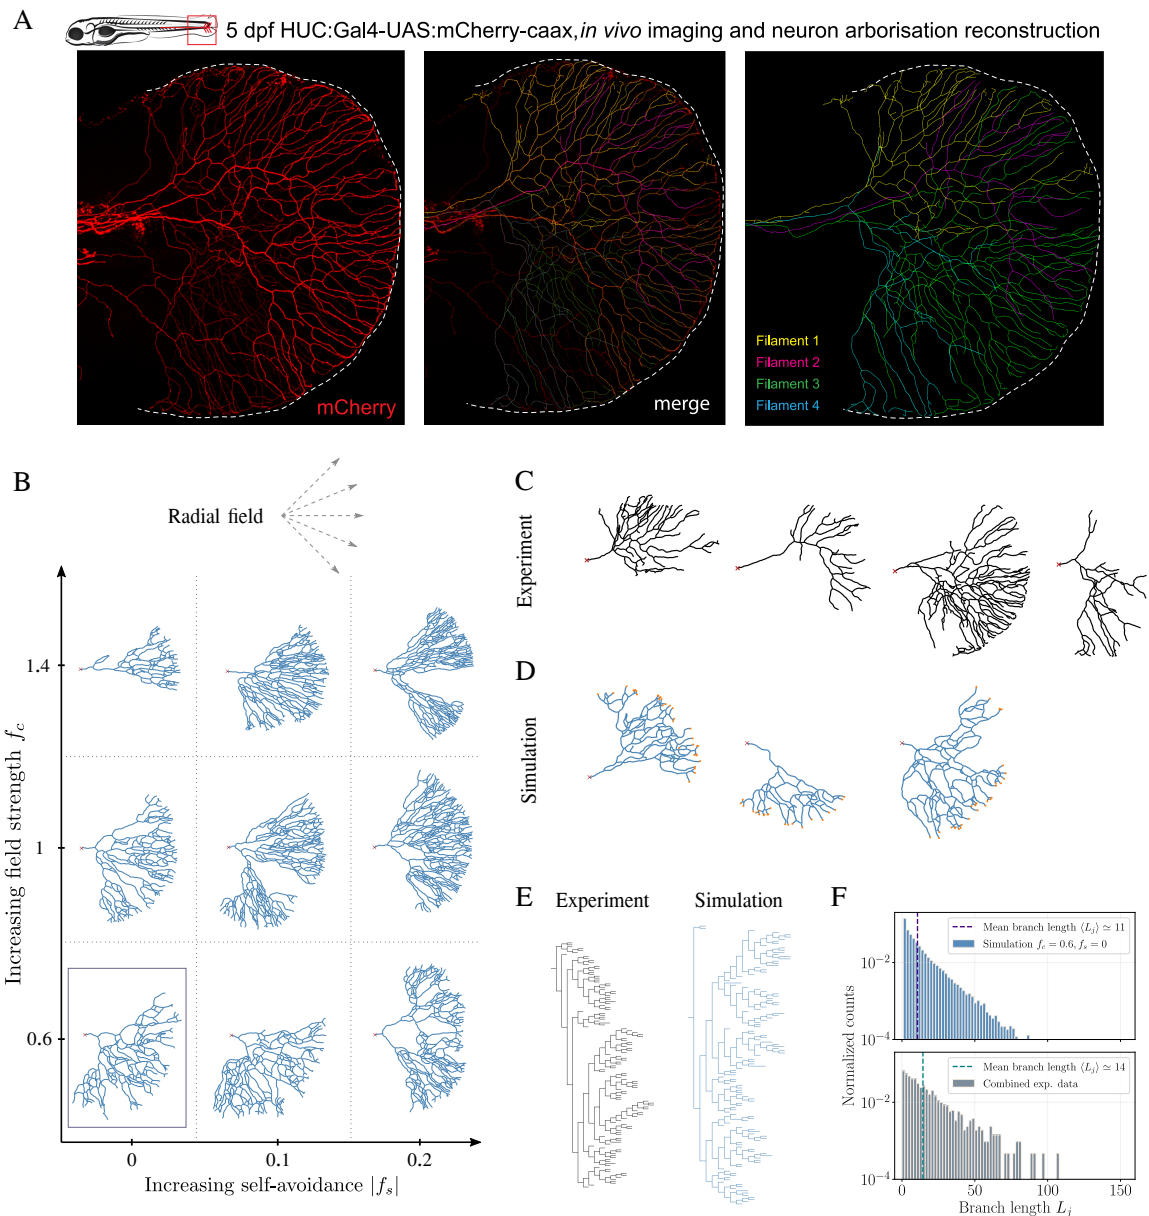 A
5 dpf HUC:Gal4-UAS:mCherry-caax, in vivo imaging and neuron arborisation reconstruction
mCherry
merge
Filament 1
Filament 2
Filament 3
Filament 4
B
Radial field
Increasing field strength f_c
1.4
1
0.6
0
0.1
0.2
Increasing self-avoidance |f_s|
C
Experiment
D
Simulation
E
Experiment
Simulation
F
Normalized counts
Mean branch length ⟨L_j⟩ ≃ 11
Simulation f_c = 0.6, f_s = 0
10^{-2}
10^{-4}
Mean branch length ⟨L_j⟩ ≃ 14
Combined exp. data
10^{-2}
10^{-4}
0
50
100
150
Branch length L_j